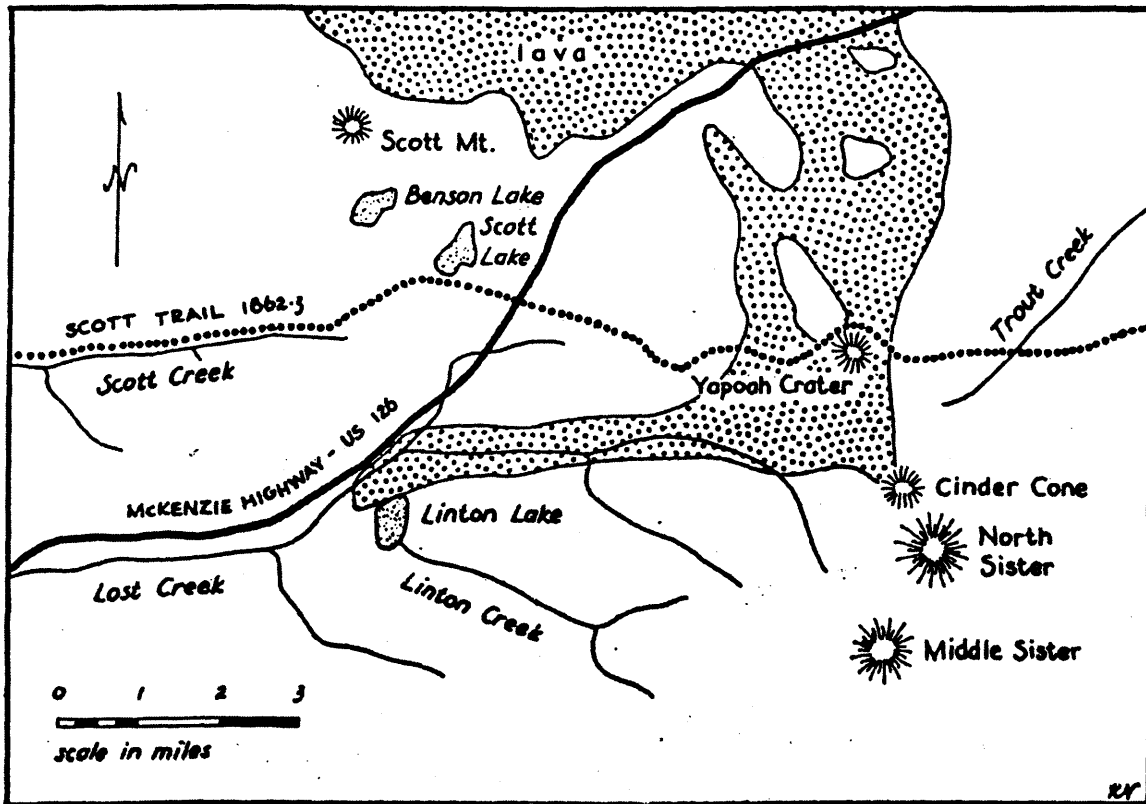 lava
Scott Mt.
N
Benson Lake
Scott
Lake
Trout Creek
SCOTT TRAIL 1862-3
Scott Creek
Yapoah Crater
McKENZIE HIGHWAY - US 126
Cinder Cone
Linton Lake
North
Sister
Lost Creek
Linton Creek
Middle Sister
0 1 2 3
scale in miles